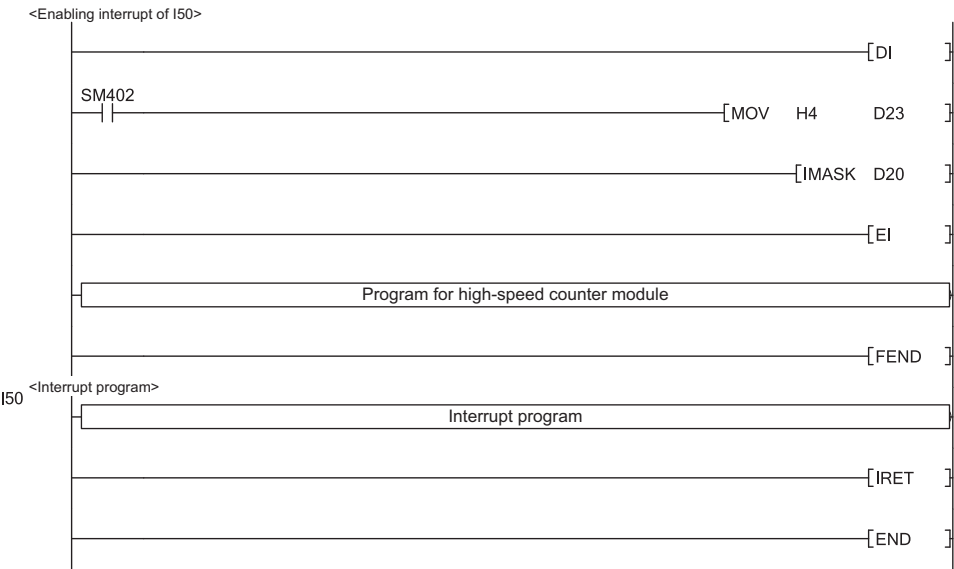 <Enabling interrupt of I50>
[DI ]
SM402
[MOV H4 D23 ]
[IMASK D20 ]
[EI ]
Program for high-speed counter module
[FEND ]
<Interrupt program>
I50
Interrupt program
[IRET ]
[END ]